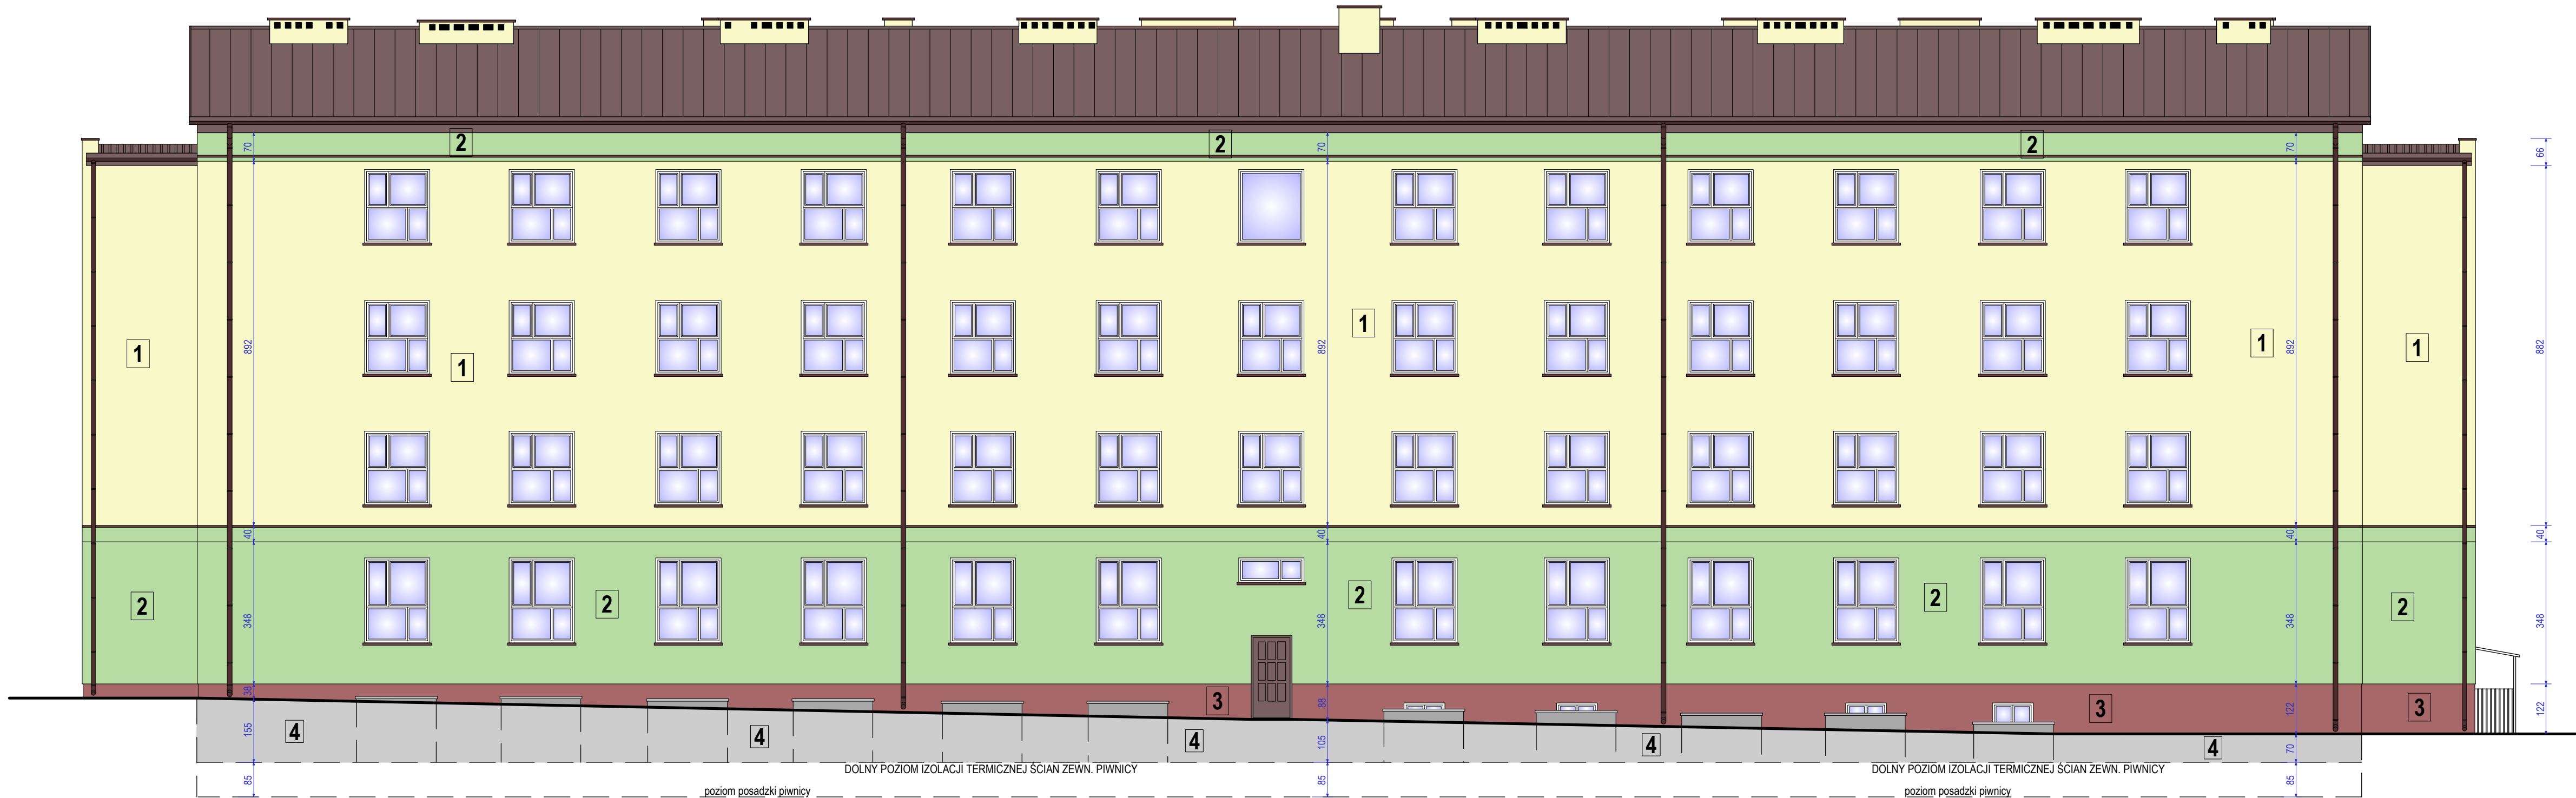 2 2 2
70 70 70 66
1 1 1 1 1
892 892 892 882
40 40 40 40
2 2 2 2 2
348 348 348 348
38 88 122 122
3 3 3
4 4 4 4 4
155 105 70
DOLNY POZIOM IZOLACJI TERMICZNEJ ŚCIAN ZEWN. PIWNICY DOLNY POZIOM IZOLACJI TERMICZNEJ ŚCIAN ZEWN. PIWNICY
85 85 85
poziom posadzki piwnicy poziom posadzki piwnicy